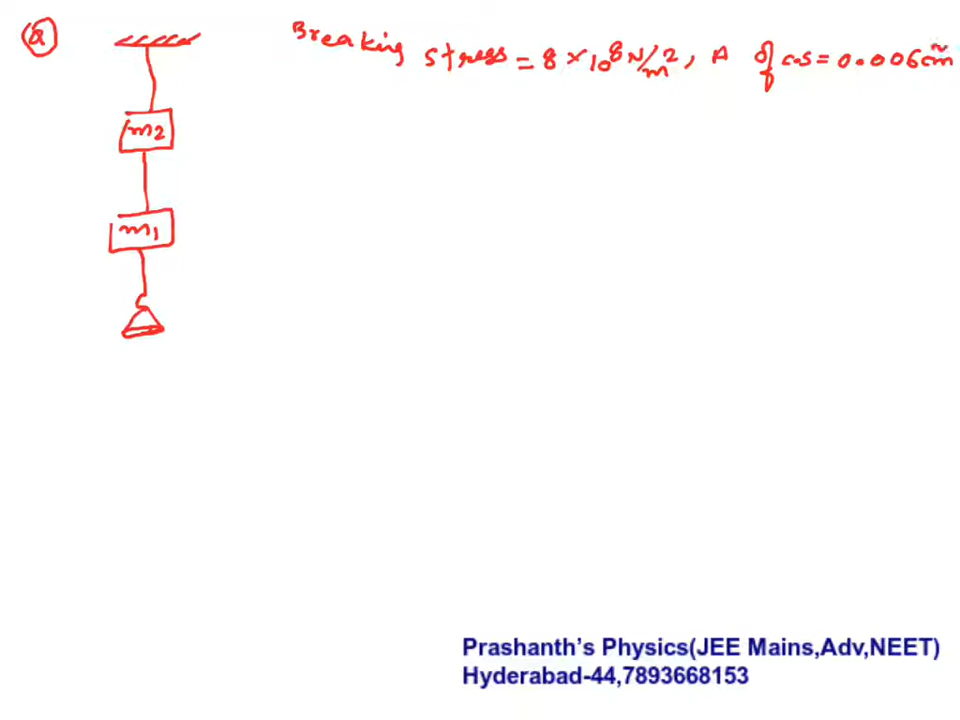 Q
Breaking stress = 8 × 10⁸ N/m², A of cs = 0.006 cm²
m2
m1
Prashanth's Physics(JEE Mains,Adv,NEET)
Hyderabad-44,7893668153